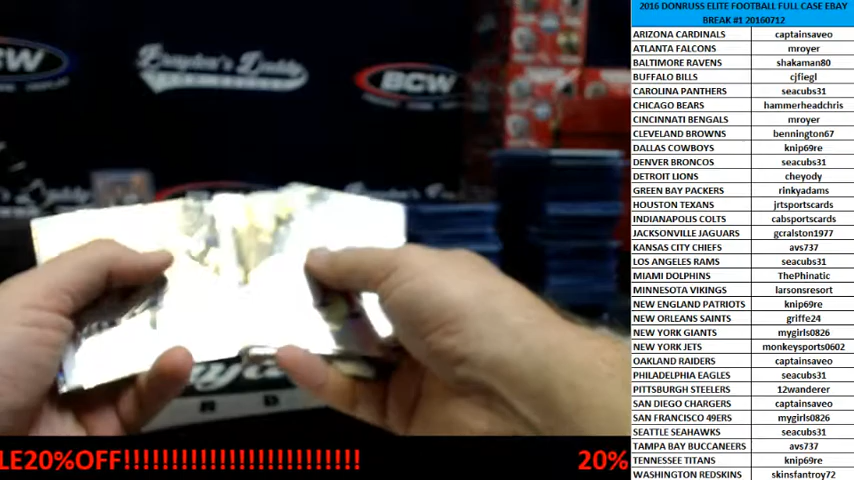 2016 DONRUSS ELITE FOOTBALL FULL CASE EBAY
BREAK #1 20160712
ARIZONA CARDINALS captainsaveo
ATLANTA FALCONS mroyer
BALTIMORE RAVENS shakaman80
BUFFALO BILLS cjfiegl
CAROLINA PANTHERS seacubs31
CHICAGO BEARS hammerheadchris
CINCINNATI BENGALS mroyer
CLEVELAND BROWNS bennington67
DALLAS COWBOYS knip69re
DENVER BRONCOS seacubs31
DETROIT LIONS cheyody
GREEN BAY PACKERS rinkyadams
HOUSTON TEXANS jrtsportscards
INDIANAPOLIS COLTS cabsportscards
JACKSONVILLE JAGUARS gcralston1977
KANSAS CITY CHIEFS avs737
LOS ANGELES RAMS seacubs31
MIAMI DOLPHINS ThePhinatic
MINNESOTA VIKINGS larsonsresort
NEW ENGLAND PATRIOTS knip69re
NEW ORLEANS SAINTS griffe24
NEW YORK GIANTS mygirls0826
NEW YORK JETS monkeysports0602
OAKLAND RAIDERS captainsaveo
PHILADELPHIA EAGLES seacubs31
PITTSBURGH STEELERS 12wanderer
SAN DIEGO CHARGERS captainsaveo
SAN FRANCISCO 49ERS mygirls0826
SEATTLE SEAHAWKS seacubs31
TAMPA BAY BUCCANEERS avs737
TENNESSEE TITANS knip69re
WASHINGTON REDSKINS skinsfantroy72
Brayden's Daddy
BCW
LE20%OFF!!!!!!!!!!!!!!!!!!!!!!!!!! 20%